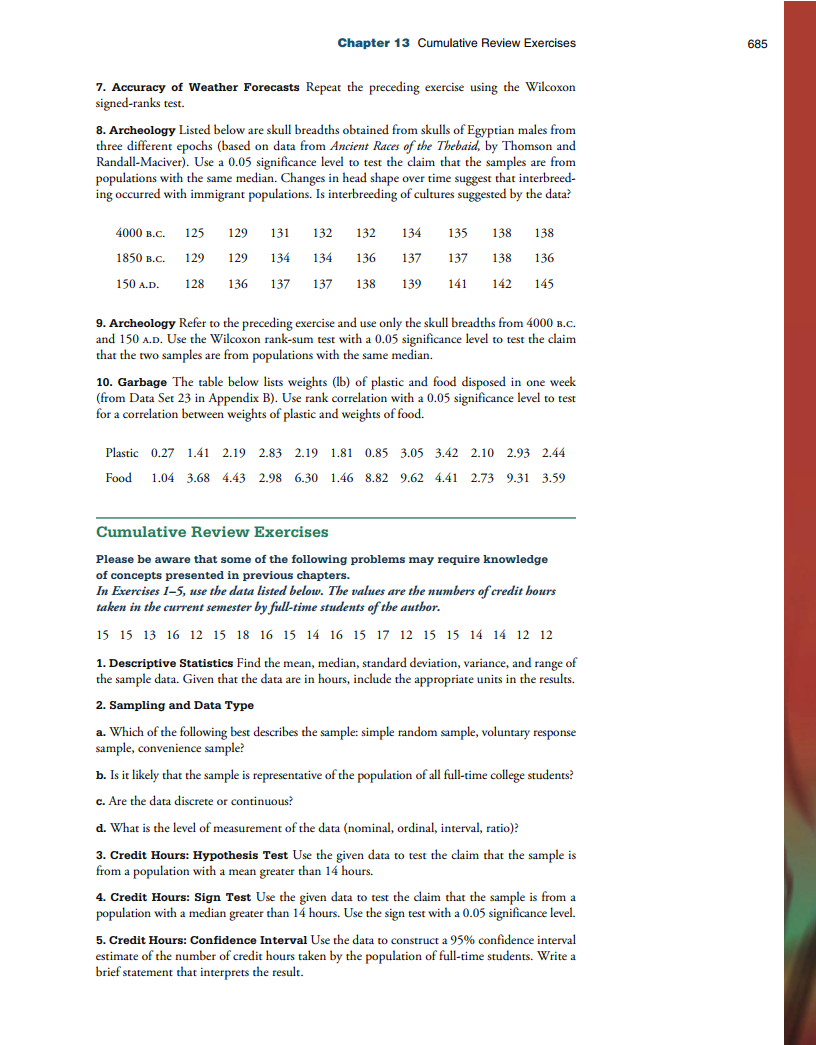 Chapter 13 Cumulative Review Exercises 685
7. Accuracy of Weather Forecasts Repeat the preceding exercise using the Wilcoxon
signed-ranks test.
8. Archeology Listed below are skull breadths obtained from skulls of Egyptian males from
three different epochs (based on data from Ancient Races of the Thebaid, by Thomson and
Randall-Maciver). Use a 0.05 significance level to test the claim that the samples are from
populations with the same median. Changes in head shape over time suggest that interbreed-
ing occurred with immigrant populations. Is interbreeding of cultures suggested by the data?
4000 B.C. 125 129 131 132 132 134 135 138 138
1850 B.C. 129 129 134 134 136 137 137 138 136
150 A.D. 128 136 137 137 138 139 141 142 145
9. Archeology Refer to the preceding exercise and use only the skull breadths from 4000 B.C.
and 150 A.D. Use the Wilcoxon rank-sum test with a 0.05 significance level to test the claim
that the two samples are from populations with the same median.
10. Garbage The table below lists weights (lb) of plastic and food disposed in one week
(from Data Set 23 in Appendix B). Use rank correlation with a 0.05 significance level to test
for a correlation between weights of plastic and weights of food.
Plastic 0.27 1.41 2.19 2.83 2.19 1.81 0.85 3.05 3.42 2.10 2.93 2.44
Food 1.04 3.68 4.43 2.98 6.30 1.46 8.82 9.62 4.41 2.73 9.31 3.59
Cumulative Review Exercises
Please be aware that some of the following problems may require knowledge
of concepts presented in previous chapters.
In Exercises 1–5, use the data listed below. The values are the numbers of credit hours
taken in the current semester by full-time students of the author.
15 15 13 16 12 15 18 16 15 14 16 15 17 12 15 15 14 14 12 12
1. Descriptive Statistics Find the mean, median, standard deviation, variance, and range of
the sample data. Given that the data are in hours, include the appropriate units in the results.
2. Sampling and Data Type
a. Which of the following best describes the sample: simple random sample, voluntary response
sample, convenience sample?
b. Is it likely that the sample is representative of the population of all full-time college students?
c. Are the data discrete or continuous?
d. What is the level of measurement of the data (nominal, ordinal, interval, ratio)?
3. Credit Hours: Hypothesis Test Use the given data to test the claim that the sample is
from a population with a mean greater than 14 hours.
4. Credit Hours: Sign Test Use the given data to test the claim that the sample is from a
population with a median greater than 14 hours. Use the sign test with a 0.05 significance level.
5. Credit Hours: Confidence Interval Use the data to construct a 95% confidence interval
estimate of the number of credit hours taken by the population of full-time students. Write a
brief statement that interprets the result.